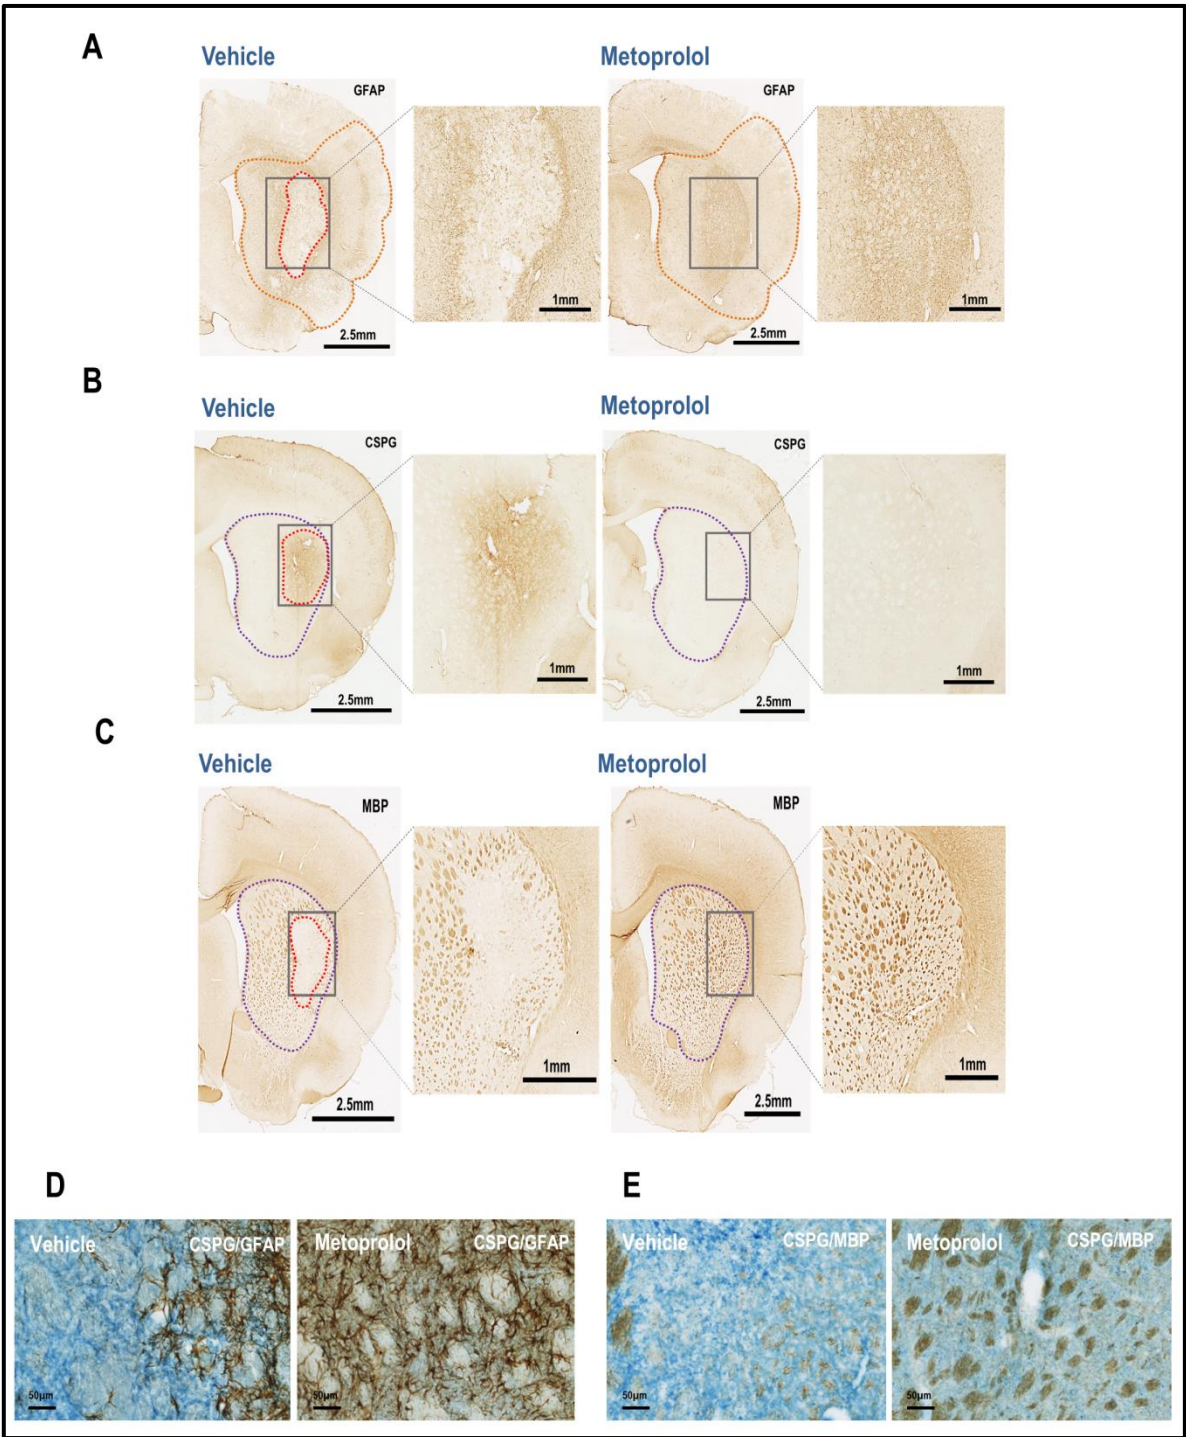 A
Vehicle
Metoprolol
GFAP
GFAP
1mm
1mm
2.5mm
2.5mm
B
Vehicle
Metoprolol
CSPG
CSPG
1mm
1mm
2.5mm
2.5mm
C
Vehicle
Metoprolol
MBP
MBP
1mm
1mm
2.5mm
2.5mm
D
E
Vehicle CSPG/GFAP
Metoprolol CSPG/GFAP
Vehicle CSPG/MBP
Metoprolol CSPG/MBP
50µm
50µm
50µm
50µm